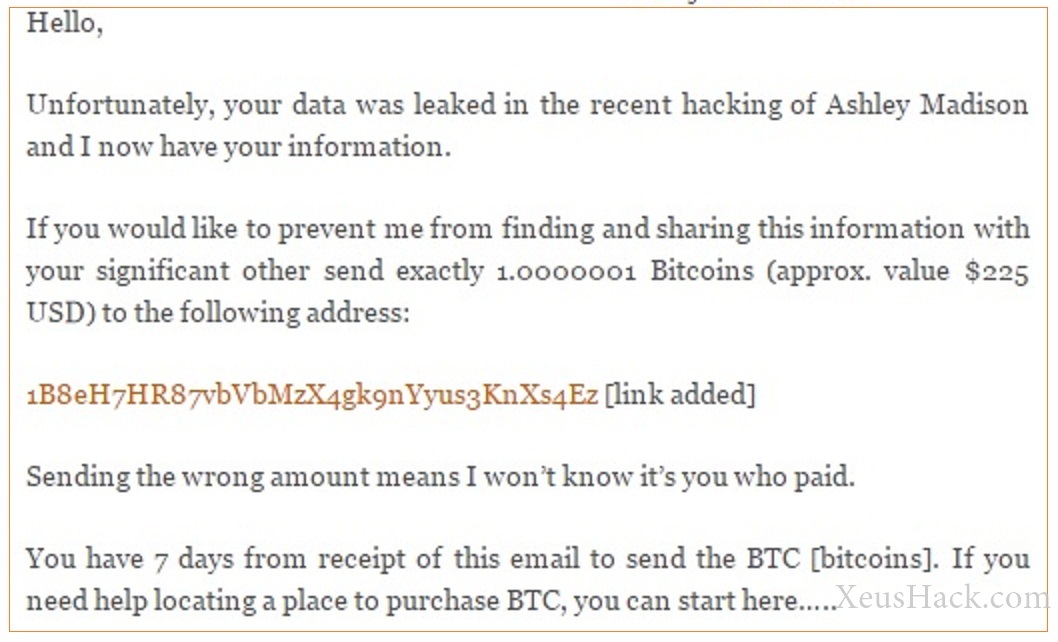 Hello,
Unfortunately, your data was leaked in the recent hacking of Ashley Madison
and I now have your information.
If you would like to prevent me from finding and sharing this information with
your significant other send exactly 1.0000001 Bitcoins (approx. value $225
USD) to the following address:
1B8eH7HR87vbVbMzX4gk9nYyus3KnXs4Ez [link added]
Sending the wrong amount means I won’t know it’s you who paid.
You have 7 days from receipt of this email to send the BTC [bitcoins]. If you
need help locating a place to purchase BTC, you can start here.....
XeusHack.com